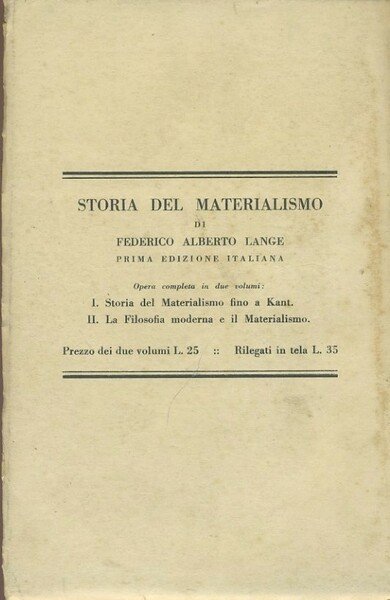 STORIA DEL MATERIALISMO
DI
FEDERICO ALBERTO LANGE
PRIMA EDIZIONE ITALIANA
Opera completa in due volumi:
I. Storia del Materialismo fino a Kant.
II. La Filosofia moderna e il Materialismo.
Prezzo dei due volumi L. 25 :: Rilegati in tela L. 35